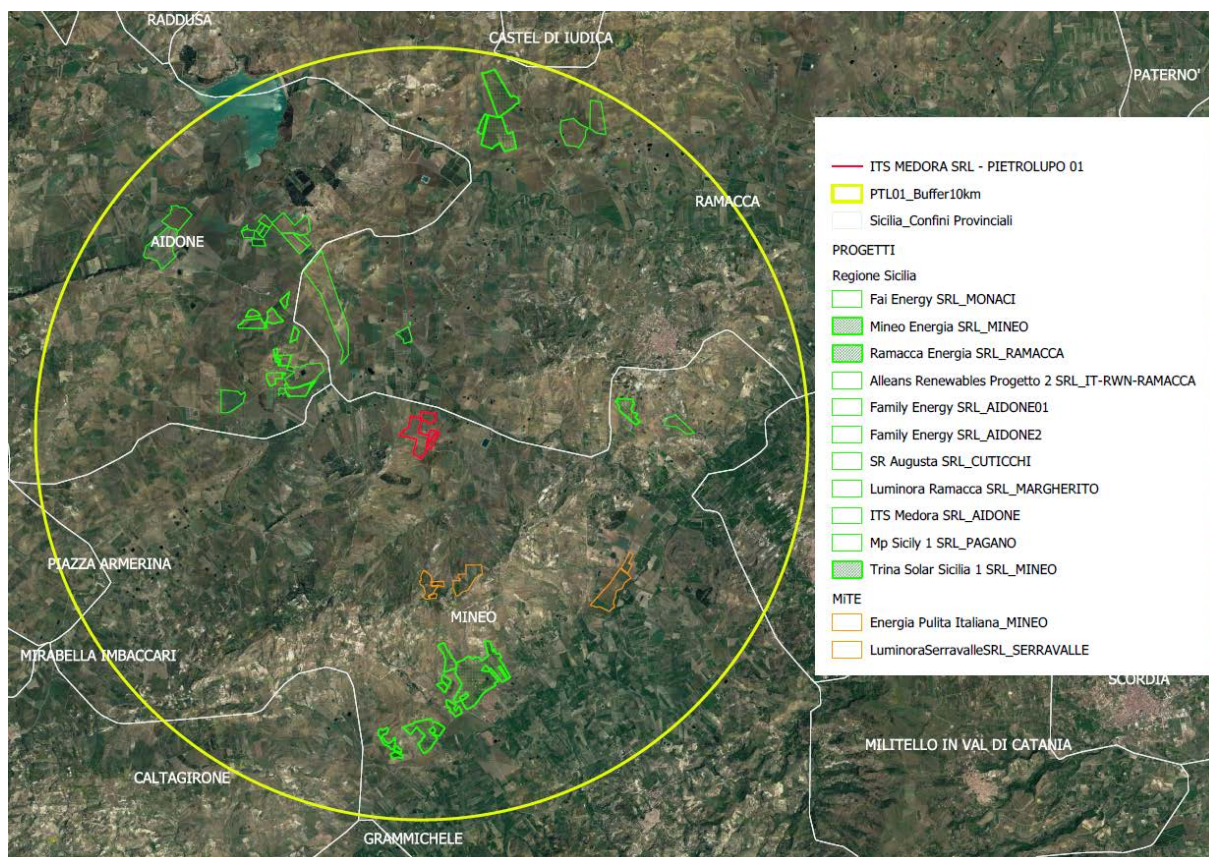 RADDUSA
CASTEL DI IUDICA
PATERNO'
RAMACCA
AIDONE
PIAZZA ARMERINA
MINEO
MIRABELLA IMBACCARI
SCORDIA
MILITELLO IN VAL DI CATANIA
CALTAGIRONE
GRAMMICHELE
ITS MEDORA SRL - PIETROLUPO 01
PTL01_Buffer10km
Sicilia_Confini Provinciali
PROGETTI
Regione Sicilia
Fai Energy SRL_MONACI
Mineo Energia SRL_MINEO
Ramacca Energia SRL_RAMACCA
Alleans Renewables Progetto 2 SRL_IT-RWN-RAMACCA
Family Energy SRL_AIDONE01
Family Energy SRL_AIDONE2
SR Augusta SRL_CUTICCHI
Luminora Ramacca SRL_MARGHERITO
ITS Medora SRL_AIDONE
Mp Sicily 1 SRL_PAGANO
Trina Solar Sicilia 1 SRL_MINEO
MiTE
Energia Pulita Italiana_MINEO
LuminoraSerravalleSRL_SERRAVALLE